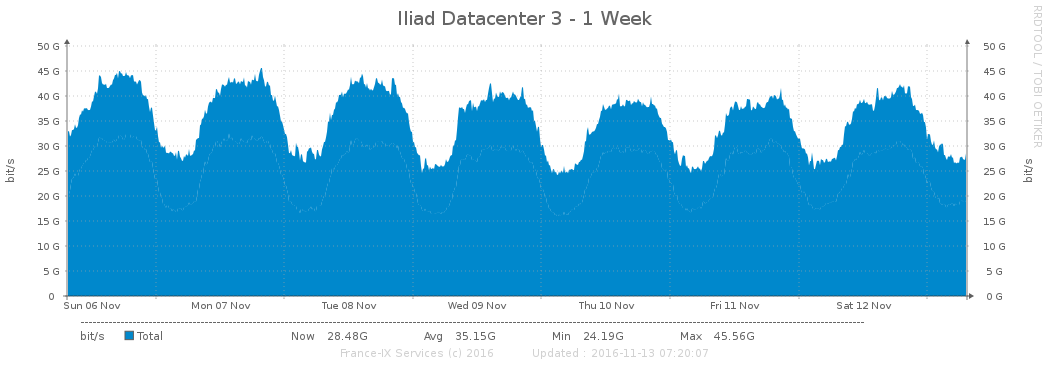 Iliad Datacenter 3 - 1 Week
RRDTOOL / TOBI OETIKER
50 G 50 G
45 G 45 G
40 G 40 G
35 G 35 G
30 G 30 G
25 G 25 G
20 G 20 G
15 G 15 G
10 G 10 G
5 G 5 G
0 0 G
bit/s bit/s
Sun 06 Nov Mon 07 Nov Tue 08 Nov Wed 09 Nov Thu 10 Nov Fri 11 Nov Sat 12 Nov
bit/s Total Now 28.48G Avg 35.15G Min 24.19G Max 45.56G
France-IX Services (c) 2016 Updated : 2016-11-13 07:20:07